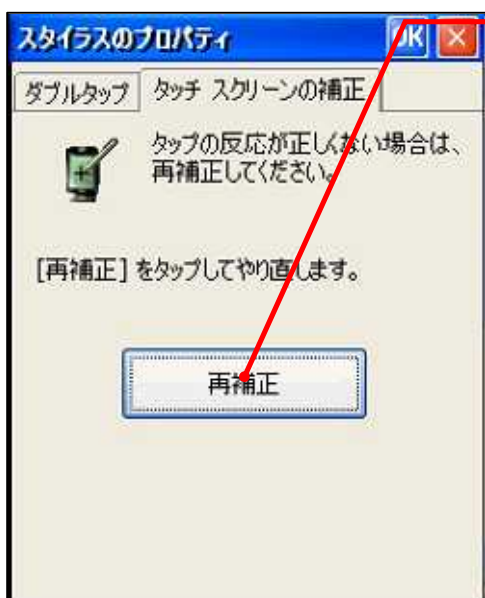 スタイラスのプロパティ OK
ダブルタップ タッチ スクリーンの補正
タップの反応が正しくない場合は、
再補正してください。
[再補正] をタップしてやり直します。
再補正